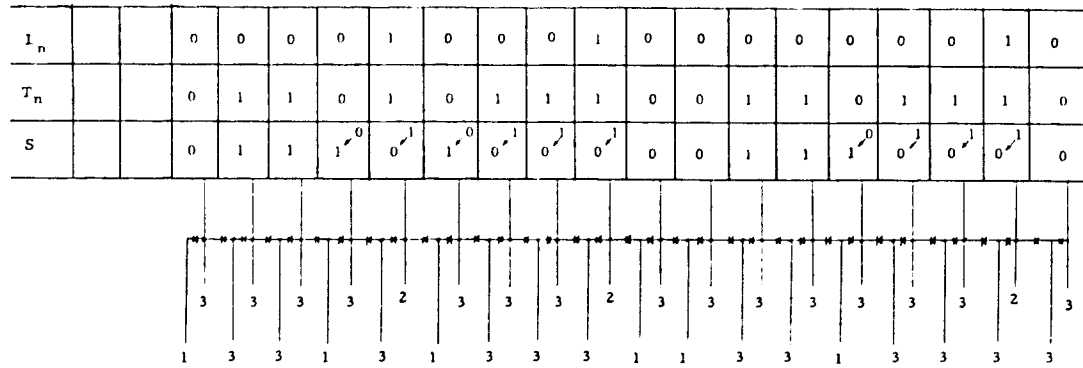 I n 0 0 0 0 1 0 0 0 1 0 0 0 0 0 0 0 1 0
T n 0 1 1 0 1 0 1 1 1 0 0 1 1 0 1 1 1 0
S 0 1 1 1 0 0 1 1 0 0 1 0 1 0 1 0 0 1 1 1 0 0 1 0 1 0 1 0
3 3 3 3 2 3 3 3 2 3 3 3 3 3 3 3 2 3
1 3 3 1 3 1 3 3 3 1 1 3 3 1 3 3 3 3